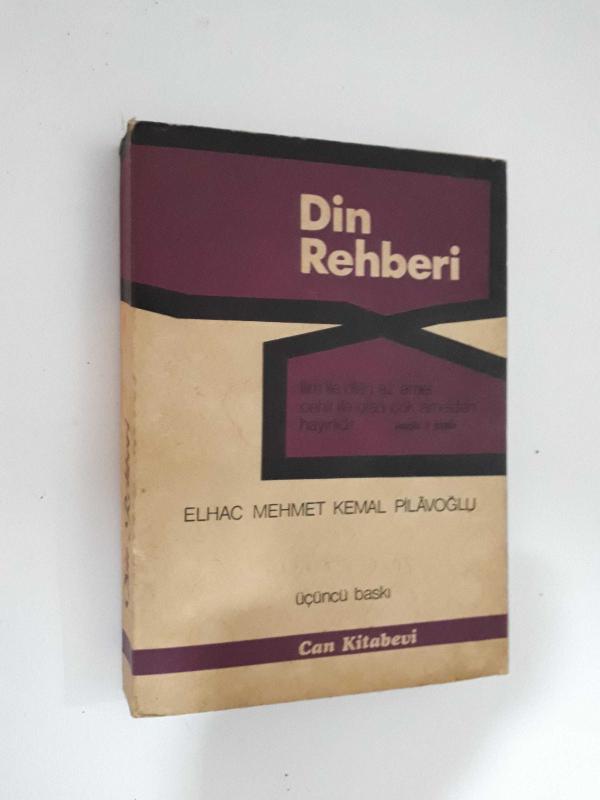 Din
Rehberi
İlim ile olan az amel
cehil ile olan çok amelden
hayırlıdır
ELHAC MEHMET KEMAL PİLÂVOĞLU
üçüncü baskı
Can Kitabevi